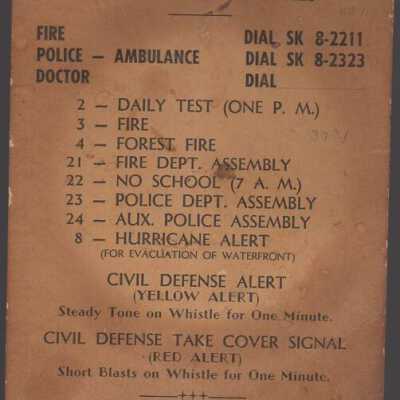 FIRE DIAL SK 8-2211
POLICE — AMBULANCE DIAL SK 8-2323
DOCTOR DIAL
2 — DAILY TEST (ONE P. M.)
3 — FIRE
4 — FOREST FIRE
21 — FIRE DEPT. ASSEMBLY
22 — NO SCHOOL (7 A. M.)
23 — POLICE DEPT. ASSEMBLY
24 — AUX. POLICE ASSEMBLY
8 — HURRICANE ALERT
(FOR EVACUATION OF WATERFRONT)
CIVIL DEFENSE ALERT
(YELLOW ALERT)
Steady Tone on Whistle for One Minute.
CIVIL DEFENSE TAKE COVER SIGNAL
(RED ALERT)
Short Blasts on Whistle for One Minute.